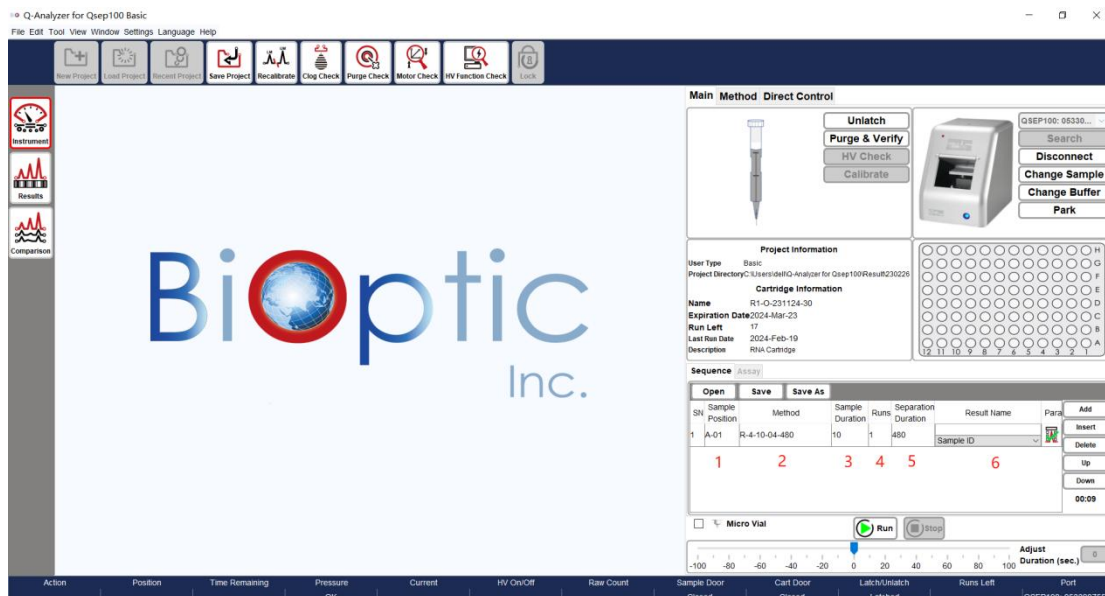 Q-Analyzer for Qsep100 Basic
File Edit Tool View Window Settings Language Help
New Project Load Project Recent Project Save Project Recalibrate Clog Check Purge Check Motor Check HV Function Check Lock
Instrument
Results
Comparison
BiOptic
Inc.
Main Method Direct Control
Unlatch
Purge & Verify
HV Check
Calibrate
QSEP100: 05330...
Search
Disconnect
Change Sample
Change Buffer
Park
Project Information
User Type Basic
Project Directory C:\Users\dell\Q-Analyzer for Qsep100\Result\230226
Cartridge Information
Name R1-O-231124-30
Expiration Date 2024-Mar-23
Run Left 17
Last Run Date 2024-Feb-19
Description RNA Cartridge
H
G
F
E
D
C
B
A
12 11 10 9 8 7 6 5 4 3 2 1
Sequence Assay
Open Save Save As
SN Sample Position Method Sample Duration Runs Separation Duration Result Name Para
1 A-01 R-4-10-04-480 10 1 480 Sample ID
1 2 3 4 5 6
Add
Insert
Delete
Up
Down
00:09
Micro Vial
Run Stop
-100 -80 -60 -40 -20 0 20 40 60 80 100
Adjust
Duration (sec.) 0
Action Position Time Remaining Pressure Current HV On/Off Raw Count Sample Door Cart Door Latch/Unlatch Runs Left Port